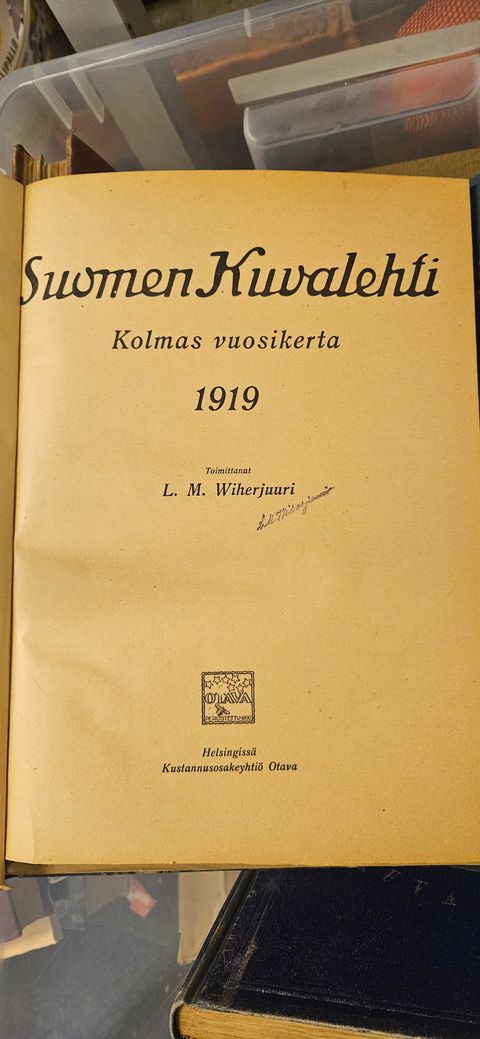 Suomen Kuvalehti
Kolmas vuosikerta
1919
Toimittanut
L. M. Wiherjuuri
OTAVA
Helsingissä
Kustannusosakeyhtiö Otava